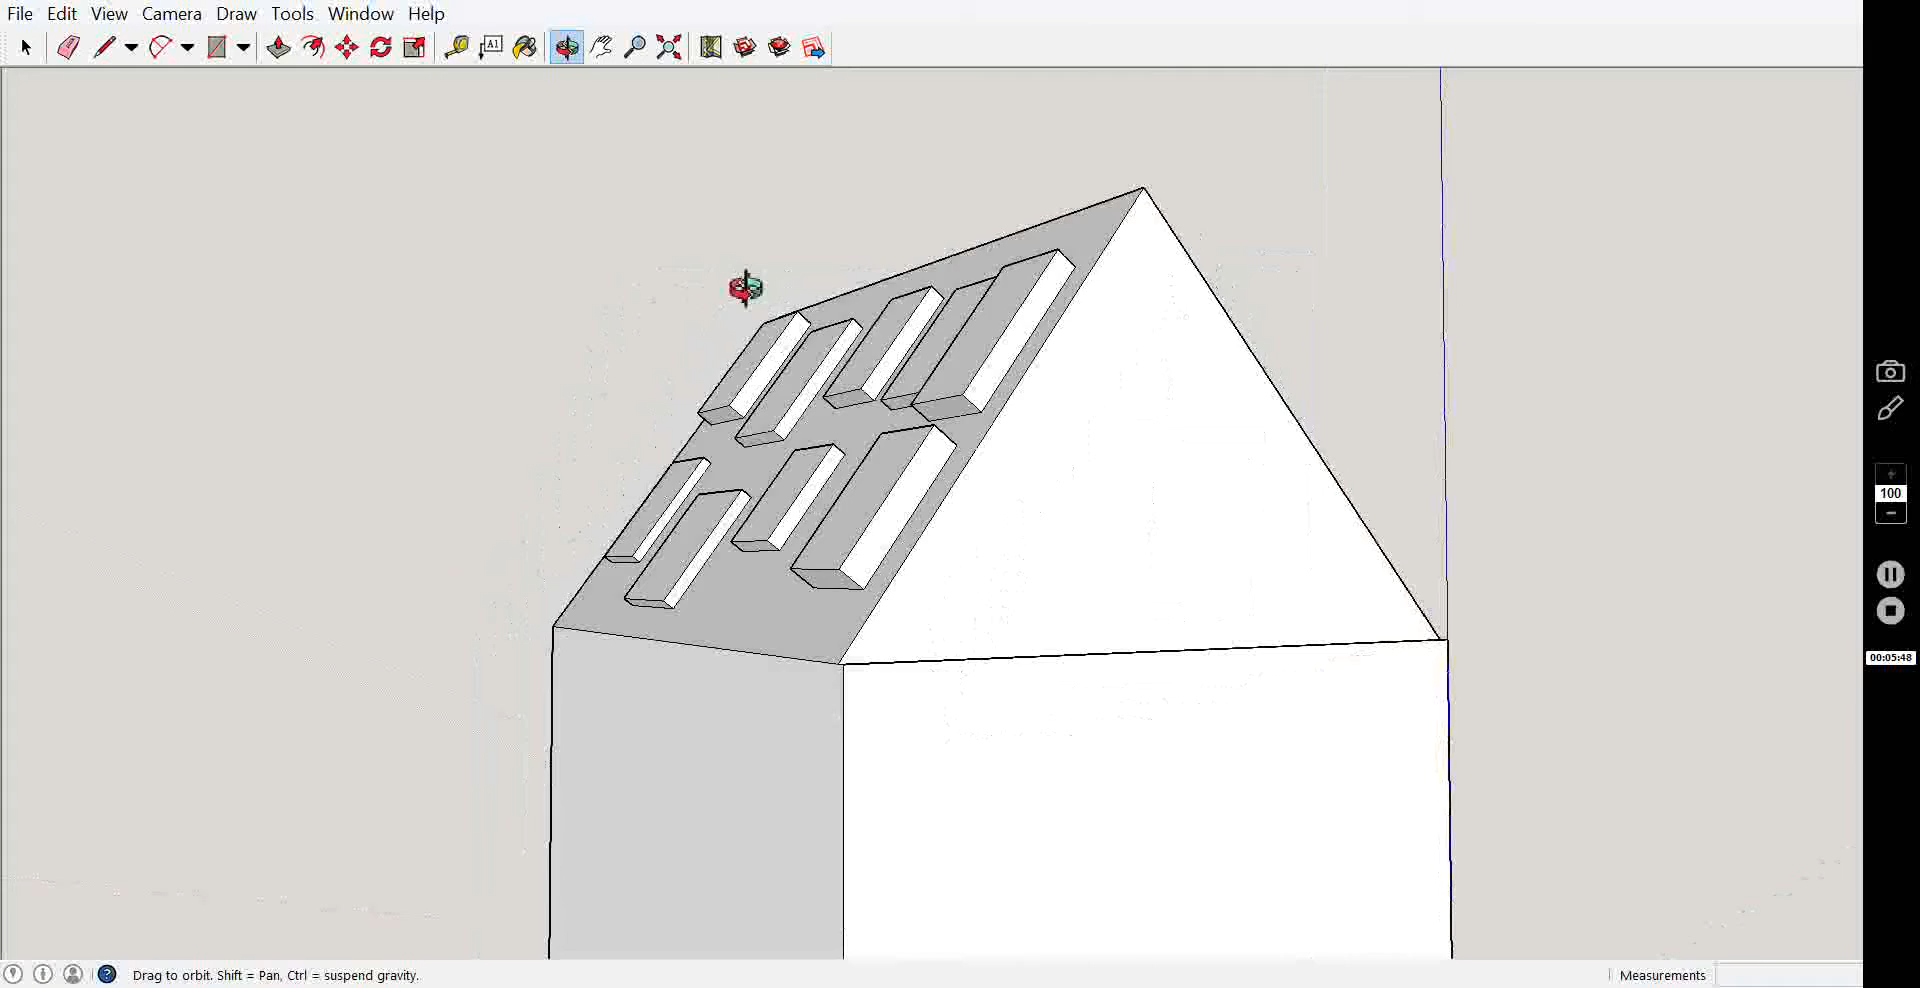 File Edit View Camera Draw Tools Window Help
A1
+
100
−
00:05:48
? Drag to orbit. Shift = Pan, Ctrl = suspend gravity. Measurements